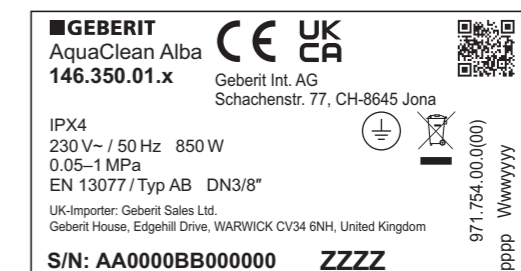 GEBERIT
AquaClean Alba
146.350.01.x
CE
UK
CA
Geberit Int. AG
Schachenstr. 77, CH-8645 Jona
IPX4
230 V~ / 50 Hz 850 W
0.05–1 MPa
EN 13077 / Typ AB DN3/8″
UK-Importer: Geberit Sales Ltd.
Geberit House, Edgehill Drive, WARWICK CV34 6NH, United Kingdom
S/N: AA0000BB000000 ZZZZ
971.754.00.0(00)
Wwwyyyy